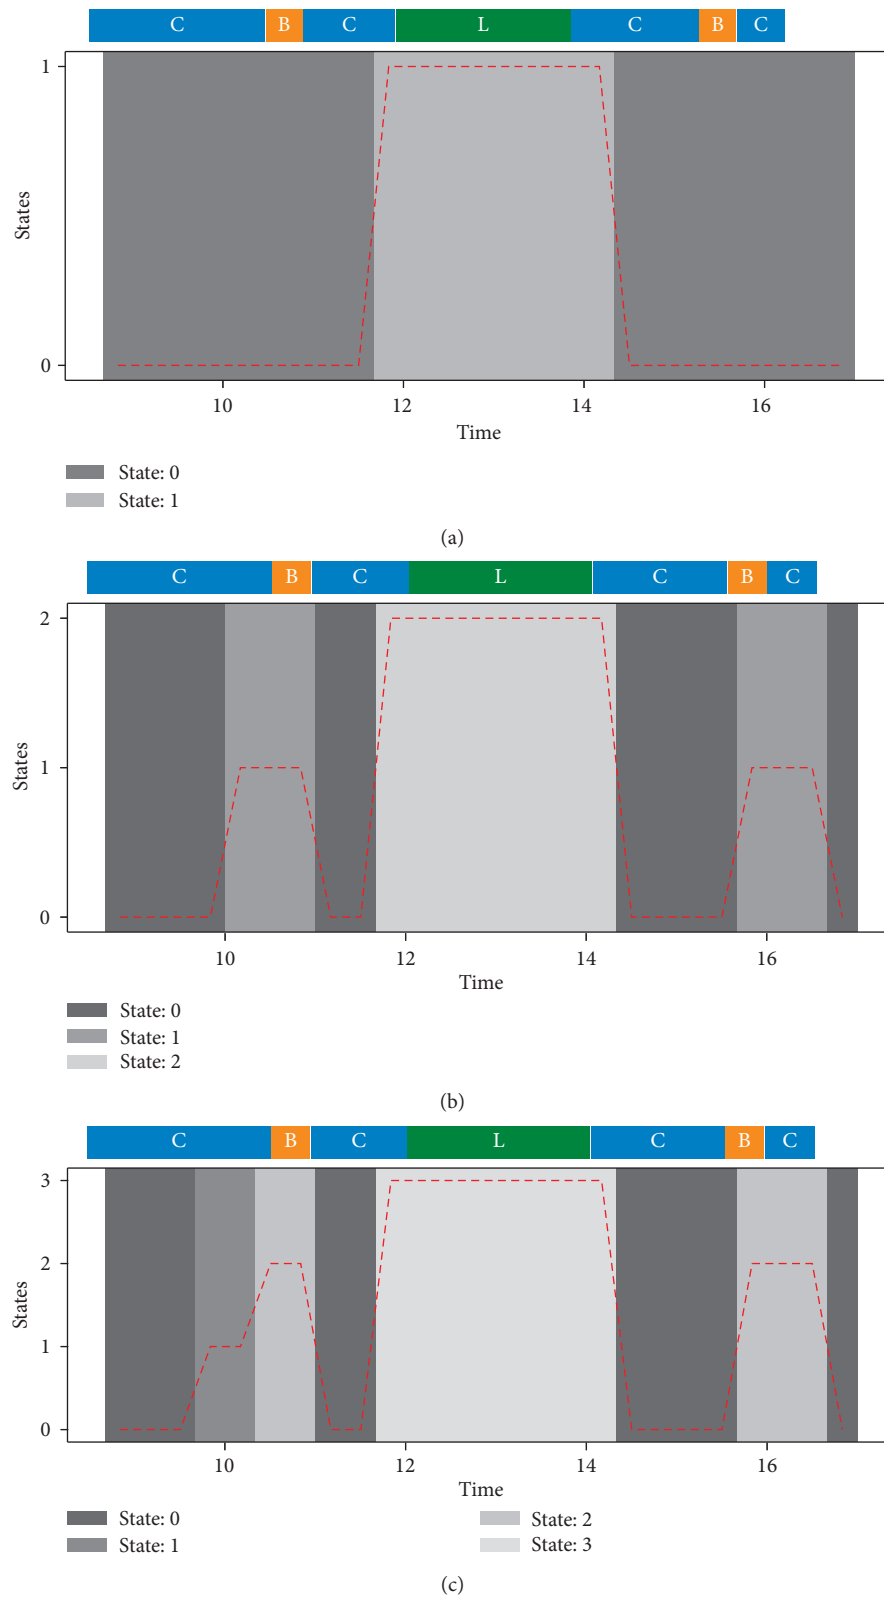 C B C L C B C
1
States
0
10 12 14 16
Time
State: 0
State: 1
(a)
C B C L C B C
2
1
States
0
10 12 14 16
Time
State: 0
State: 1
State: 2
(b)
C B C L C B C
3
2
States
1
0
10 12 14 16
Time
State: 0 State: 2
State: 1 State: 3
(c)